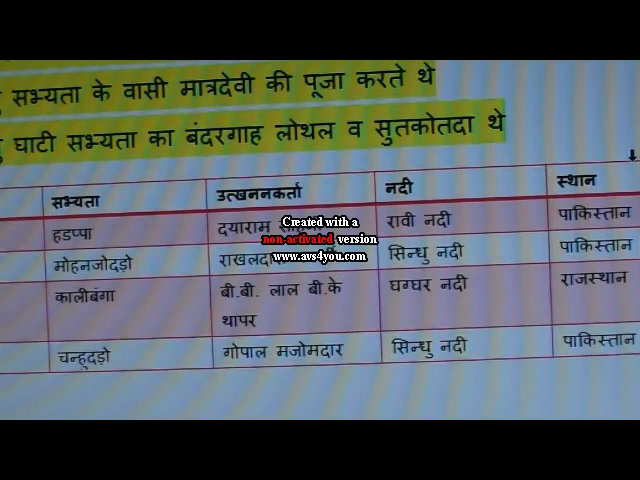 सभ्यता के वासी मात्रदेवी की पूजा करते थे
घाटी सभ्यता का बंदरगाह लोथल व सुतकोतदा थे
सभ्यता उत्खननकर्ता नदी स्थान
हडप्पा दयाराम रावी नदी पाकिस्तान
मोहनजोदड़ो सिन्धु नदी पाकिस्तान
कालीबंगा बी.बी. लाल बी.के घग्घर नदी राजस्थान
थापर
चन्हुदड़ो गोपाल मजोमदार सिन्धु नदी पाकिस्तान
Created with a
non-activated version
www.avs4you.com